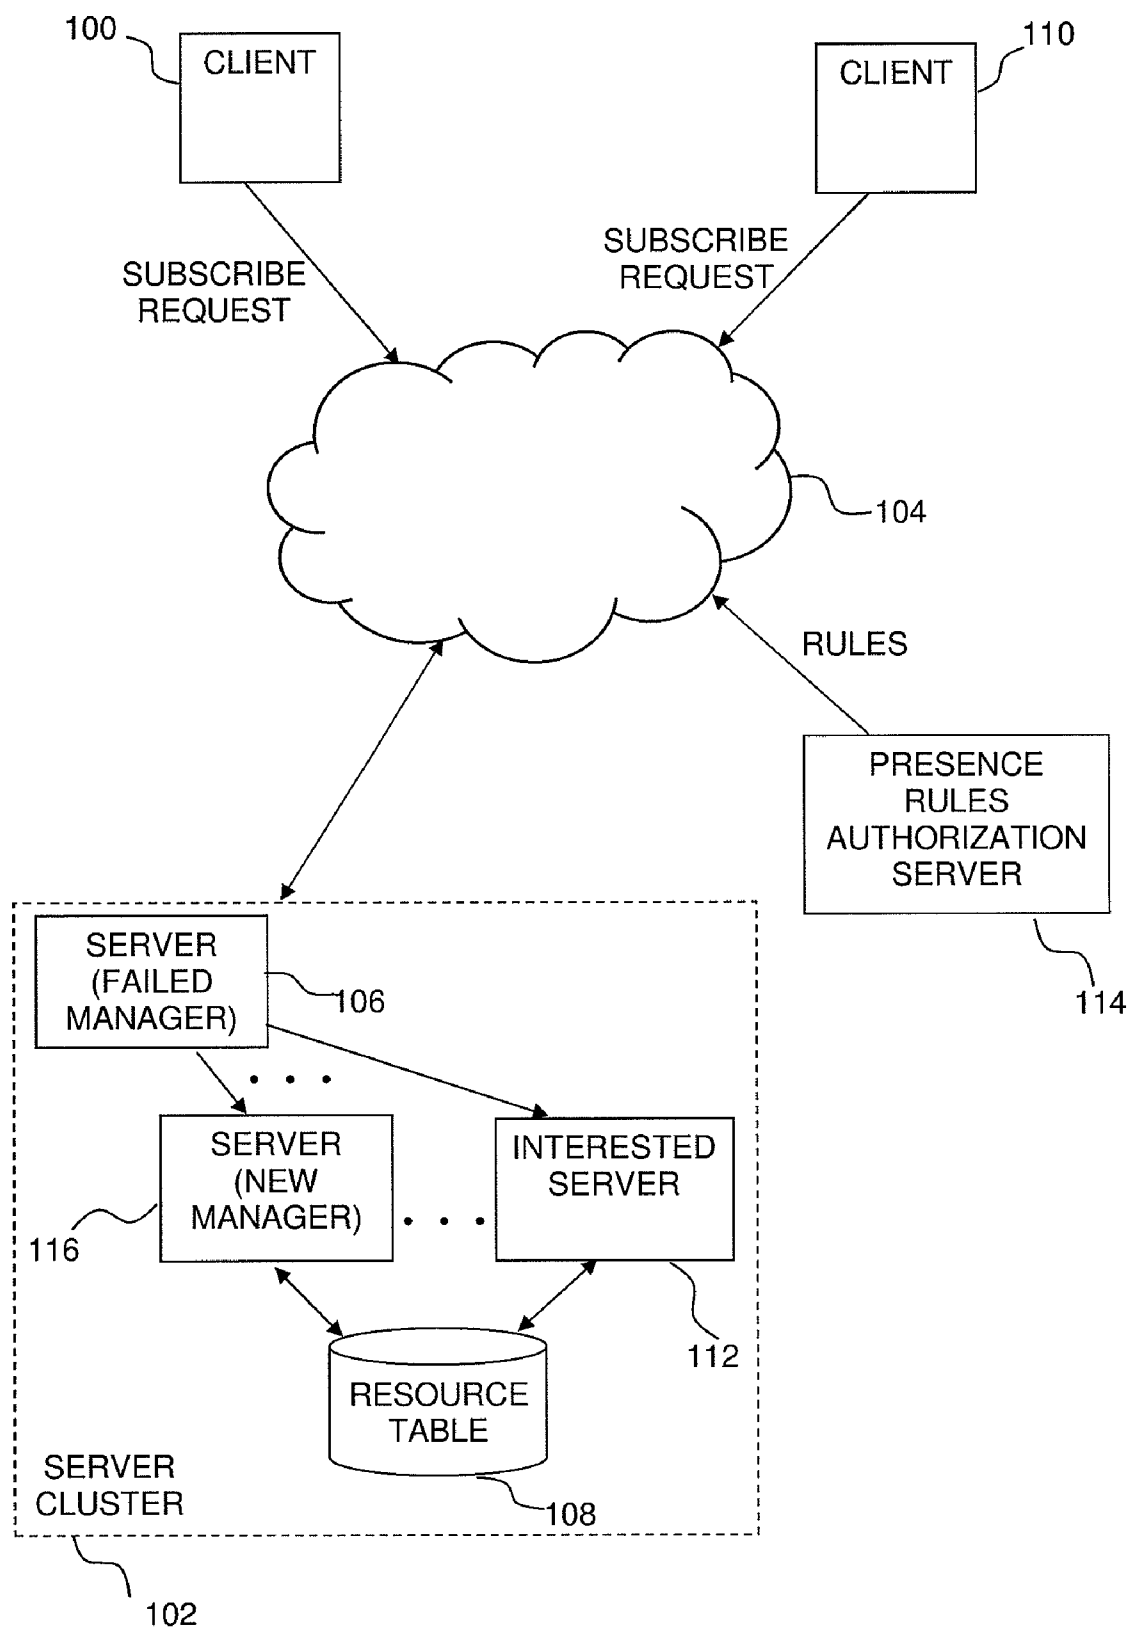 100
CLIENT
110
CLIENT
SUBSCRIBE
REQUEST
SUBSCRIBE
REQUEST
104
RULES
PRESENCE
RULES
AUTHORIZATION
SERVER
114
SERVER
(FAILED
MANAGER)
106
SERVER
(NEW
MANAGER)
116
INTERESTED
SERVER
112
RESOURCE
TABLE
108
SERVER
CLUSTER
102